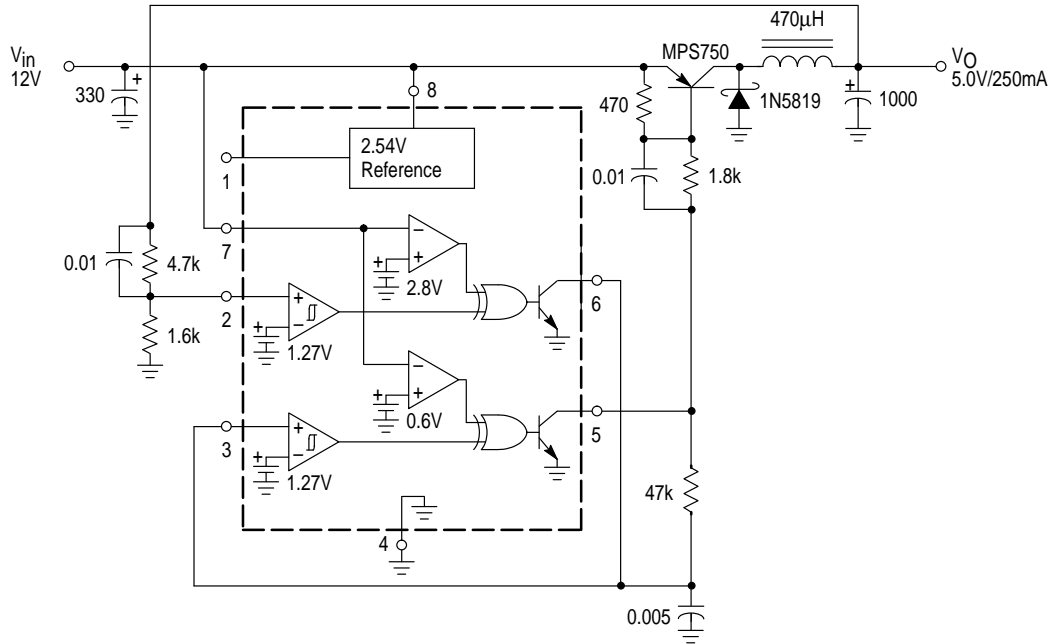 470µH
MPS750
Vin
12V
VO
5.0V/250mA
+
330
8
470
1N5819
+
1000
2.54V
Reference
1
0.01
1.8k
7
−
+
+
2.8V
6
0.01
4.7k
2
+
−
+
1.27V
1.6k
−
+
+
0.6V
5
3
+
−
+
1.27V
47k
4
0.005